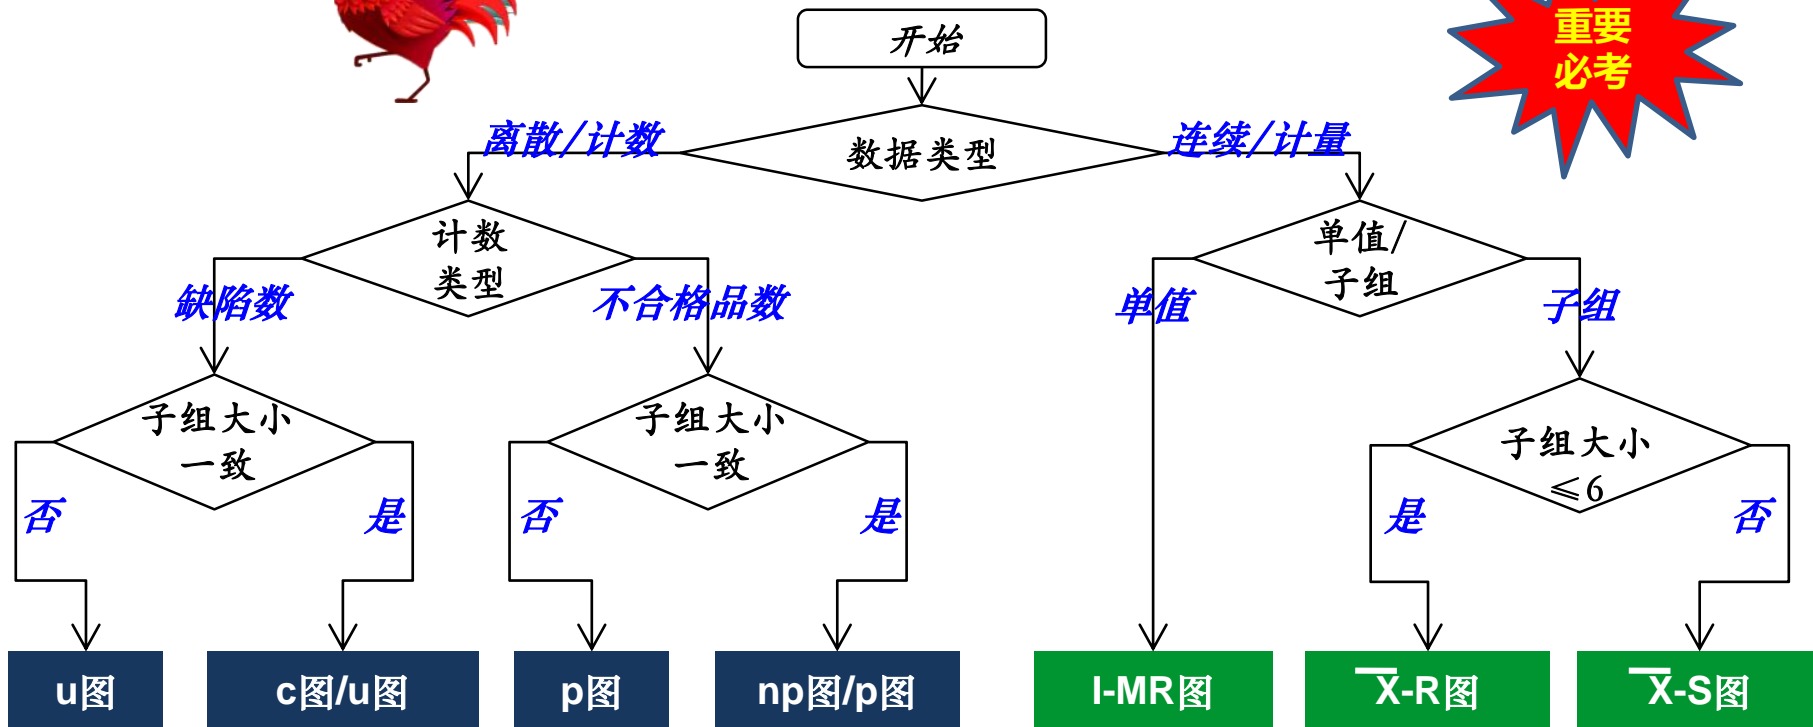 重要
必考
开始
离散/计数
数据类型
连续/计量
计数
类型
单值/
子组
缺陷数
不合格品数
单值
子组
子组大小
一致
子组大小
一致
子组大小
≤6
否
是
否
是
是
否
u图
c图/u图
p图
np图/p图
I-MR图
X̅-R图
X̅-S图